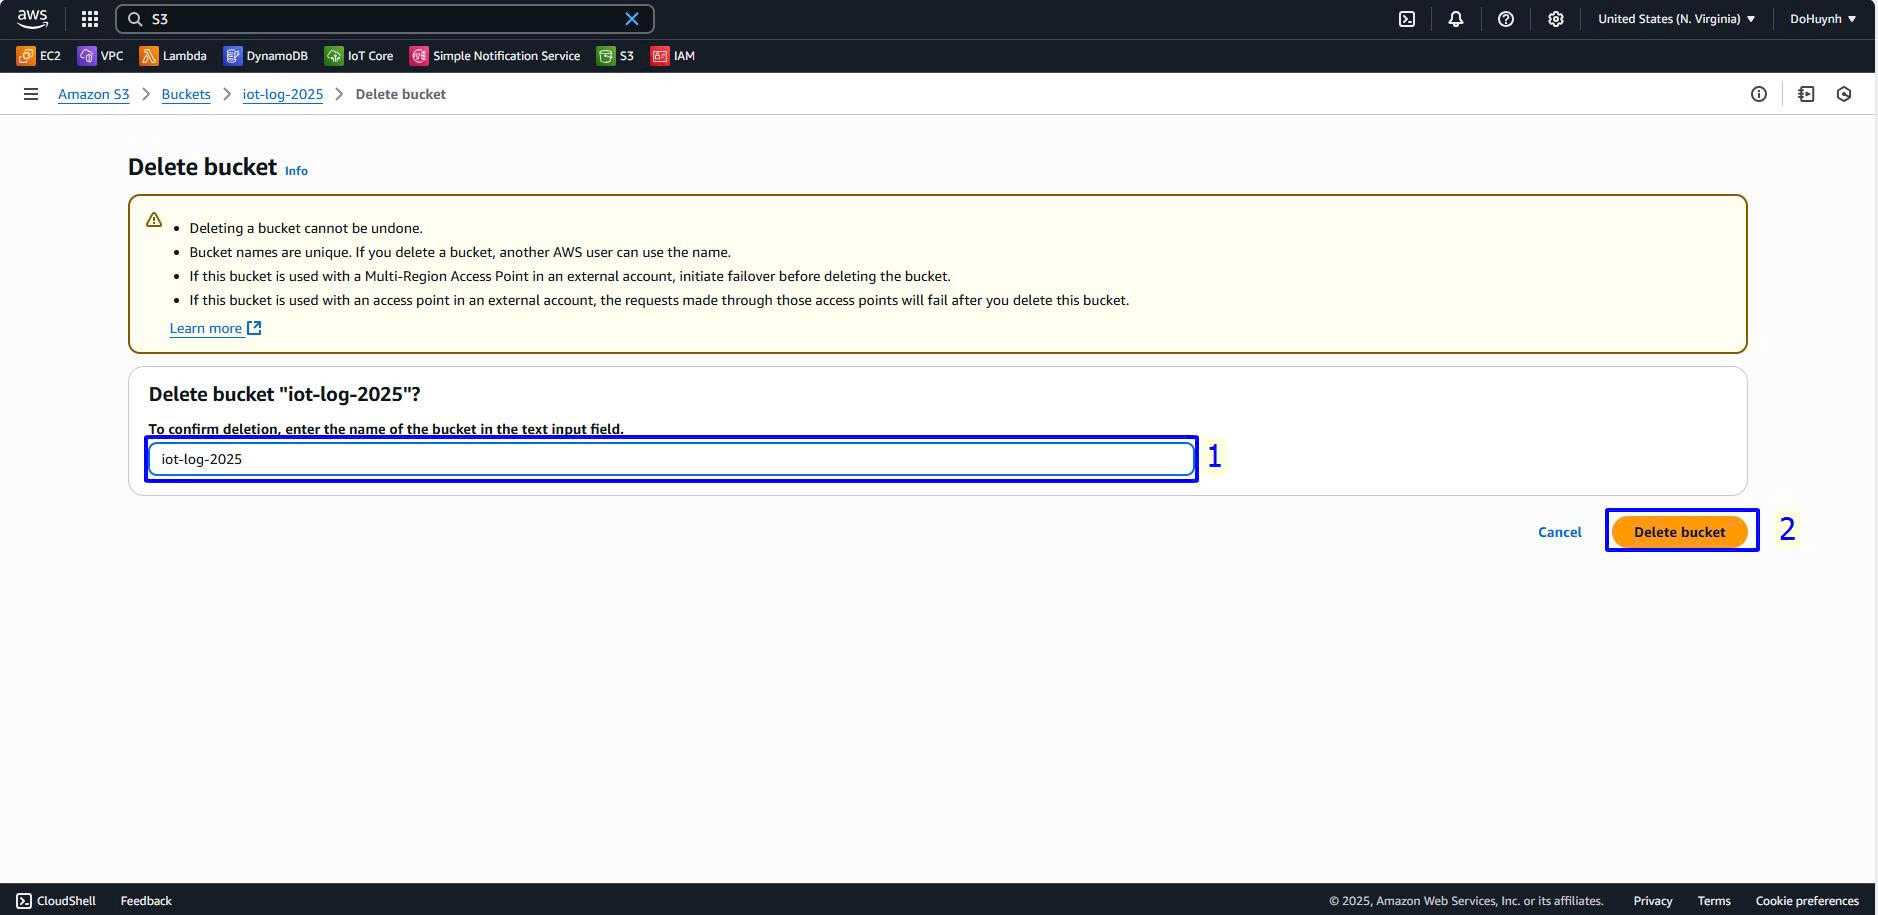 aws
S3
United States (N. Virginia)
DoHuynh
EC2
VPC
Lambda
DynamoDB
IoT Core
Simple Notification Service
S3
IAM
Amazon S3 > Buckets > iot-log-2025 > Delete bucket
Delete bucket Info
Deleting a bucket cannot be undone.
Bucket names are unique. If you delete a bucket, another AWS user can use the name.
If this bucket is used with a Multi-Region Access Point in an external account, initiate failover before deleting the bucket.
If this bucket is used with an access point in an external account, the requests made through those access points will fail after you delete this bucket.
Learn more
Delete bucket "iot-log-2025"?
To confirm deletion, enter the name of the bucket in the text input field.
iot-log-2025
1
Cancel
Delete bucket
2
CloudShell
Feedback
© 2025, Amazon Web Services, Inc. or its affiliates.
Privacy
Terms
Cookie preferences